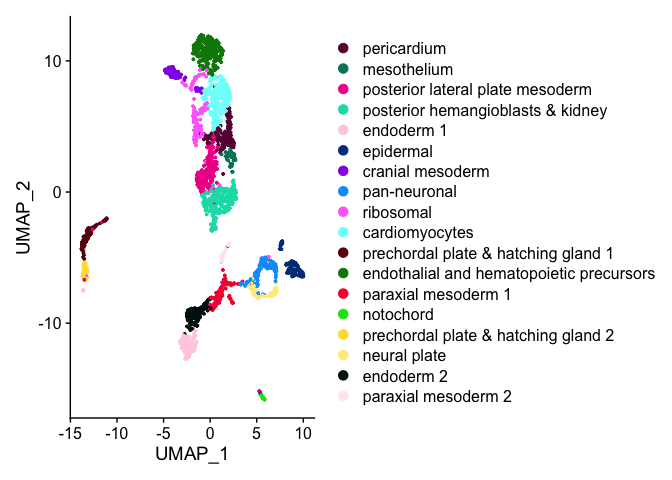 10
0
-10
UMAP_2
-15
-10
-5
0
5
10
UMAP_1
pericardium
mesothelium
posterior lateral plate mesoderm
posterior hemangioblasts & kidney
endoderm 1
epidermal
cranial mesoderm
pan-neuronal
ribosomal
cardiomyocytes
prechordal plate & hatching gland 1
endothalial and hematopoietic precursors
paraxial mesoderm 1
notochord
prechordal plate & hatching gland 2
neural plate
endoderm 2
paraxial mesoderm 2